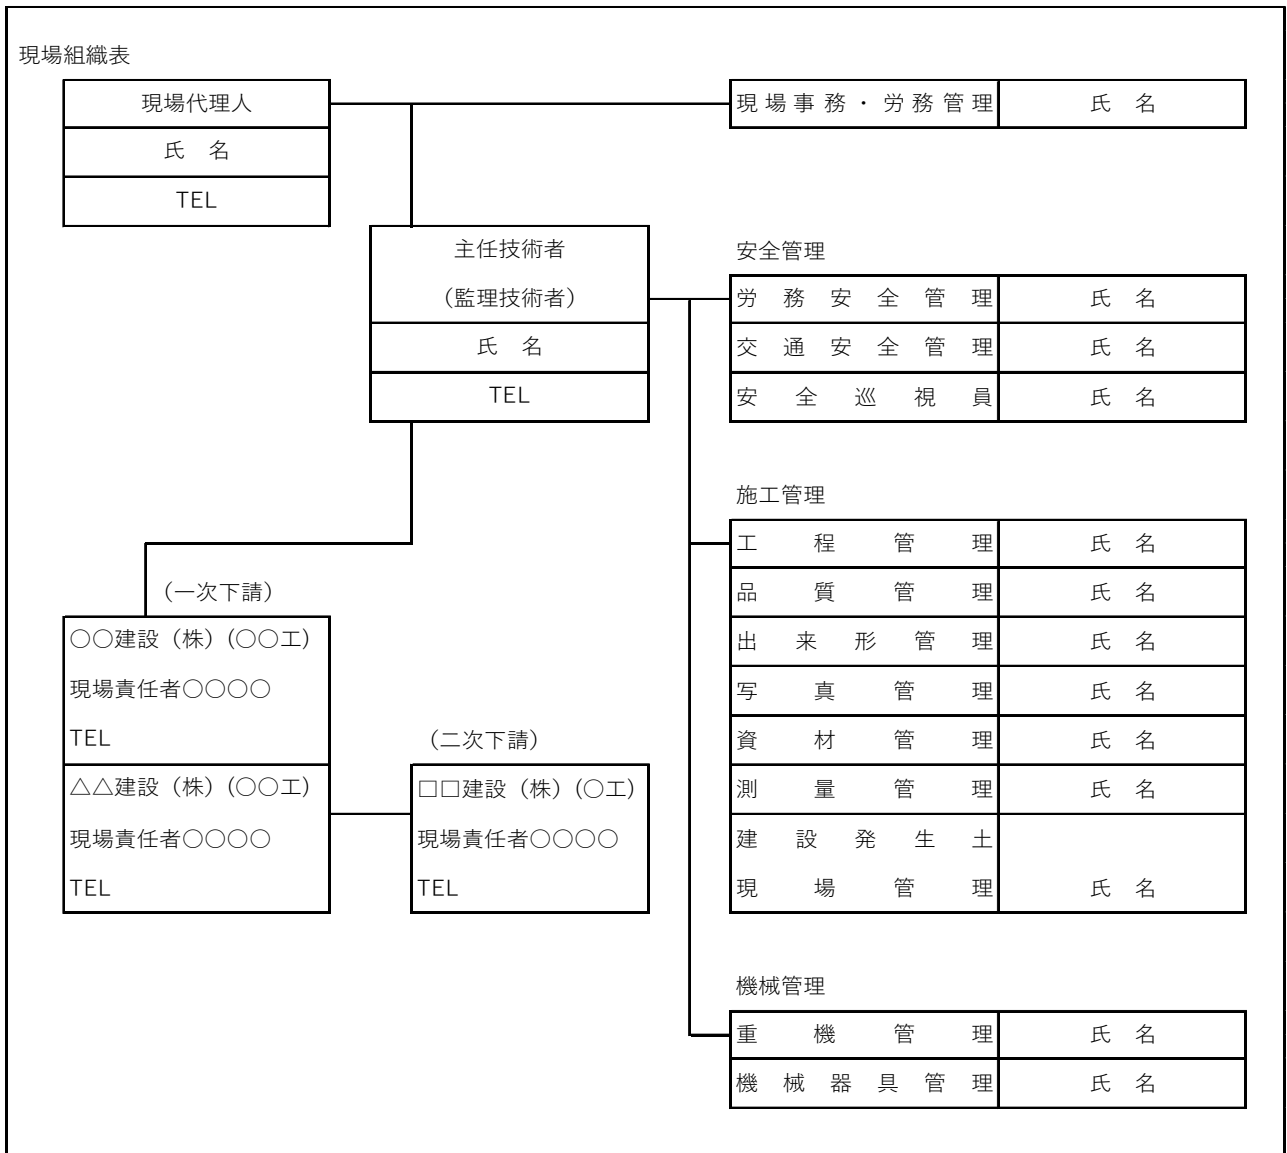 現場組織表
現場代理人
氏 名
TEL
現場事務・労務管理 氏 名
主任技術者
（監理技術者）
氏 名
TEL
安全管理
労務安全管理 氏 名
交通安全管理 氏 名
安全巡視員 氏 名
施工管理
工程管理 氏 名
品質管理 氏 名
出来形管理 氏 名
写真管理 氏 名
資材管理 氏 名
測量管理 氏 名
建設発生土
現場管理 氏 名
機械管理
重機管理 氏 名
機械器具管理 氏 名
（一次下請）
○○建設（株）（○○工）
現場責任者○○○○
TEL
△△建設（株）（○○工）
現場責任者○○○○
TEL
（二次下請）
□□建設（株）（○工）
現場責任者○○○○
TEL